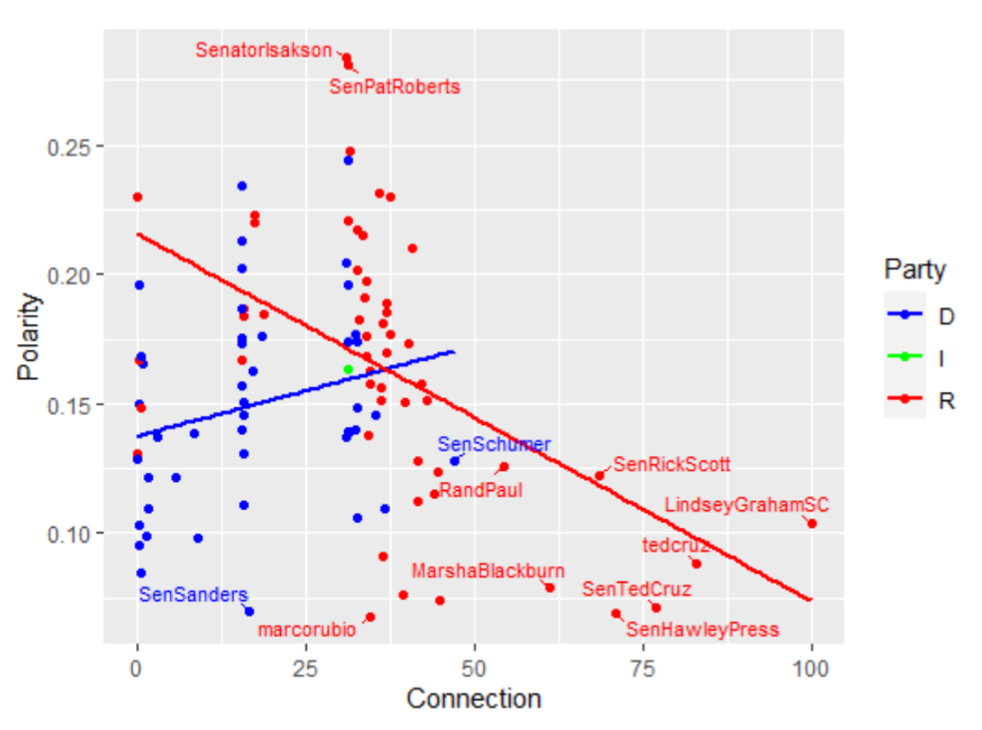 SenatorIsakson
SenPatRoberts
0.25
0.20
0.15
0.10
Polarity
SenSchumer
RandPaul
SenRickScott
LindseyGrahamSC
tedcruz
MarshaBlackburn
SenTedCruz
SenSanders
marcorubio
SenHawleyPress
0
25
50
75
100
Connection
Party
D
I
R